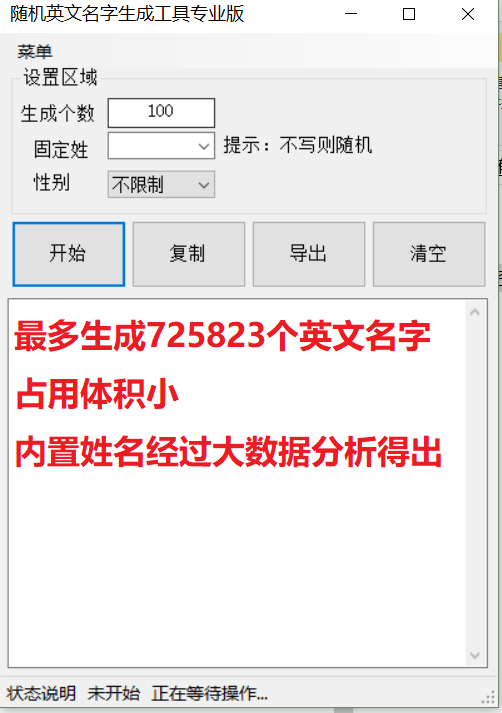 随机英文名字生成工具专业版
菜单
设置区域
生成个数 100
固定姓 提示：不写则随机
性别 不限制
开始 复制 导出 清空
最多生成725823个英文名字
占用体积小
内置姓名经过大数据分析得出
状态说明 未开始 正在等待操作...